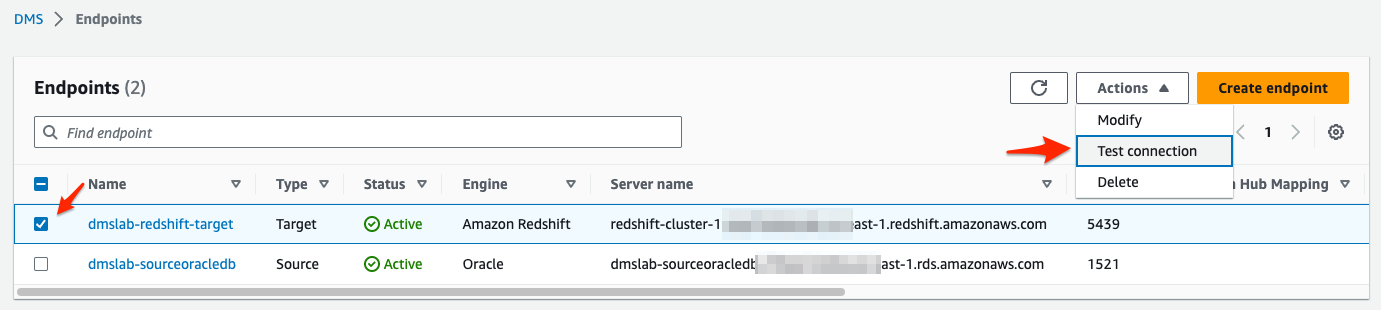 DMS > Endpoints
Endpoints (2)
Actions
Create endpoint
Find endpoint
Modify
1
Test connection
Delete
Name Type Status Engine Server name Hub Mapping
dmslab-redshift-target Target Active Amazon Redshift redshift-cluster-1 ast-1.redshift.amazonaws.com 5439
dmslab-sourceoracledb Source Active Oracle dmslab-sourceoracledb ast-1.rds.amazonaws.com 1521